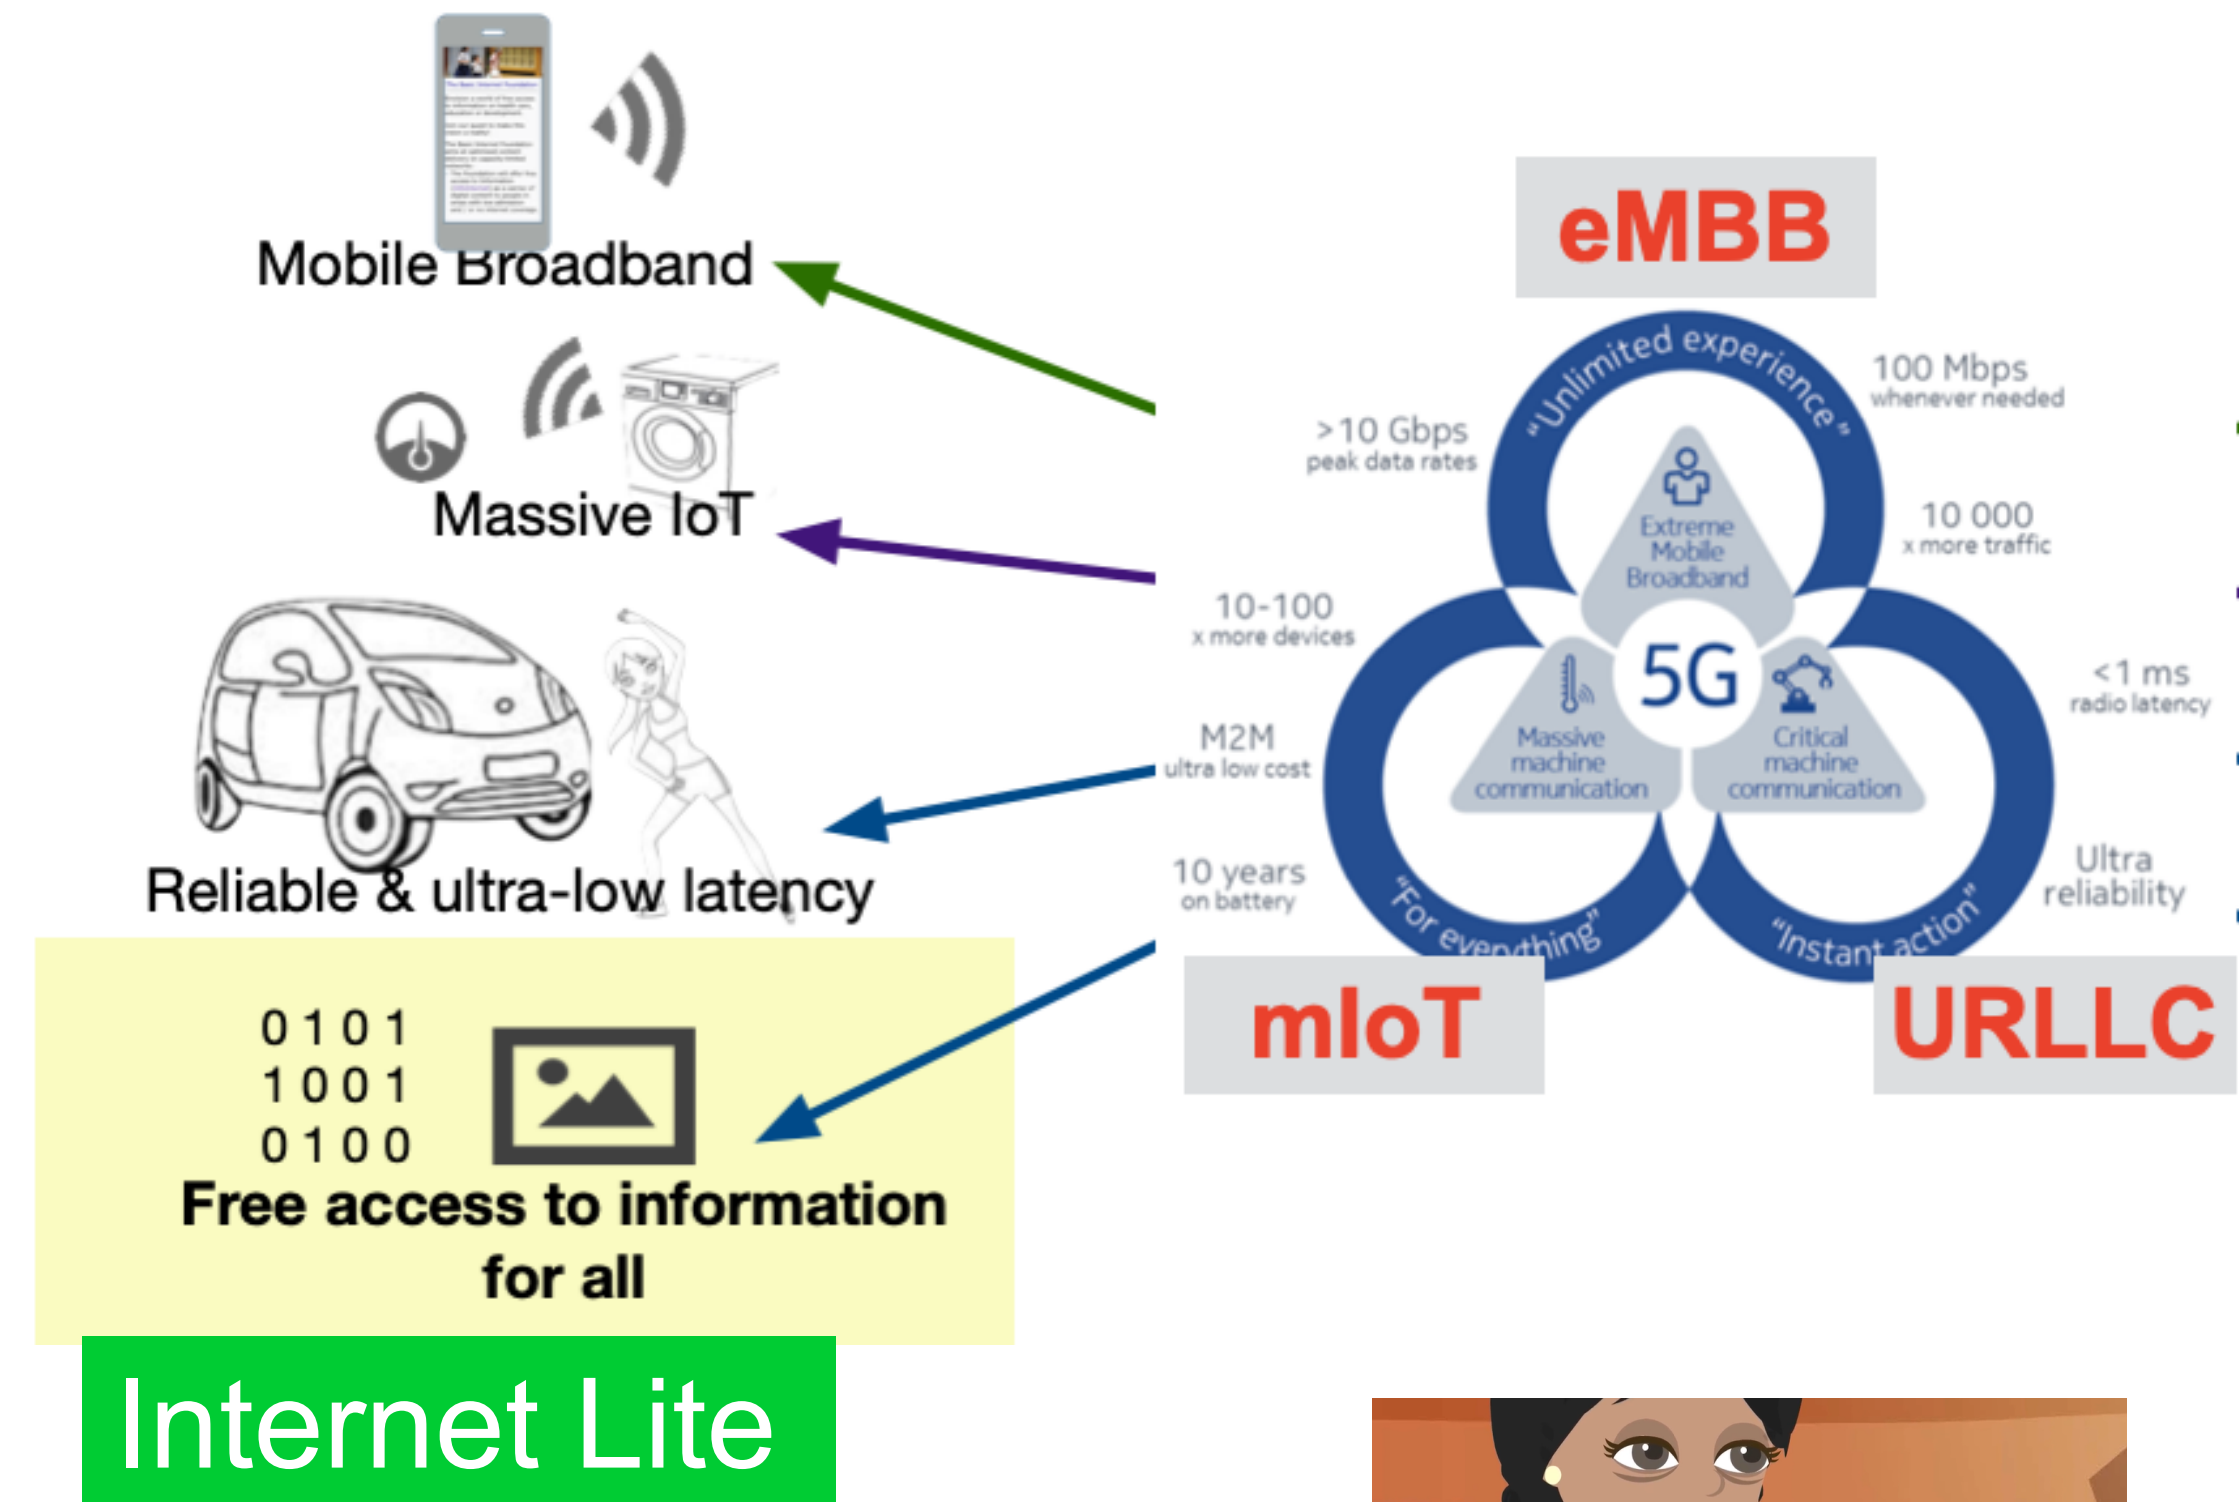 The Basic Internet Foundation
Mobile Broadband
Massive IoT
Reliable & ultra-low latency
0 1 0 1
1 0 0 1
0 1 0 0
Free access to information
for all
Internet Lite
eMBB
“Unlimited experience”
100 Mbps
whenever needed
>10 Gbps
peak data rates
10 000
x more traffic
Extreme
Mobile
Broadband
10-100
x more devices
5G
<1 ms
radio latency
M2M
ultra low cost
Massive
machine
communication
Critical
machine
communication
10 years
on battery
Ultra
reliability
“For everything”
“Instant action”
mIoT
URLLC